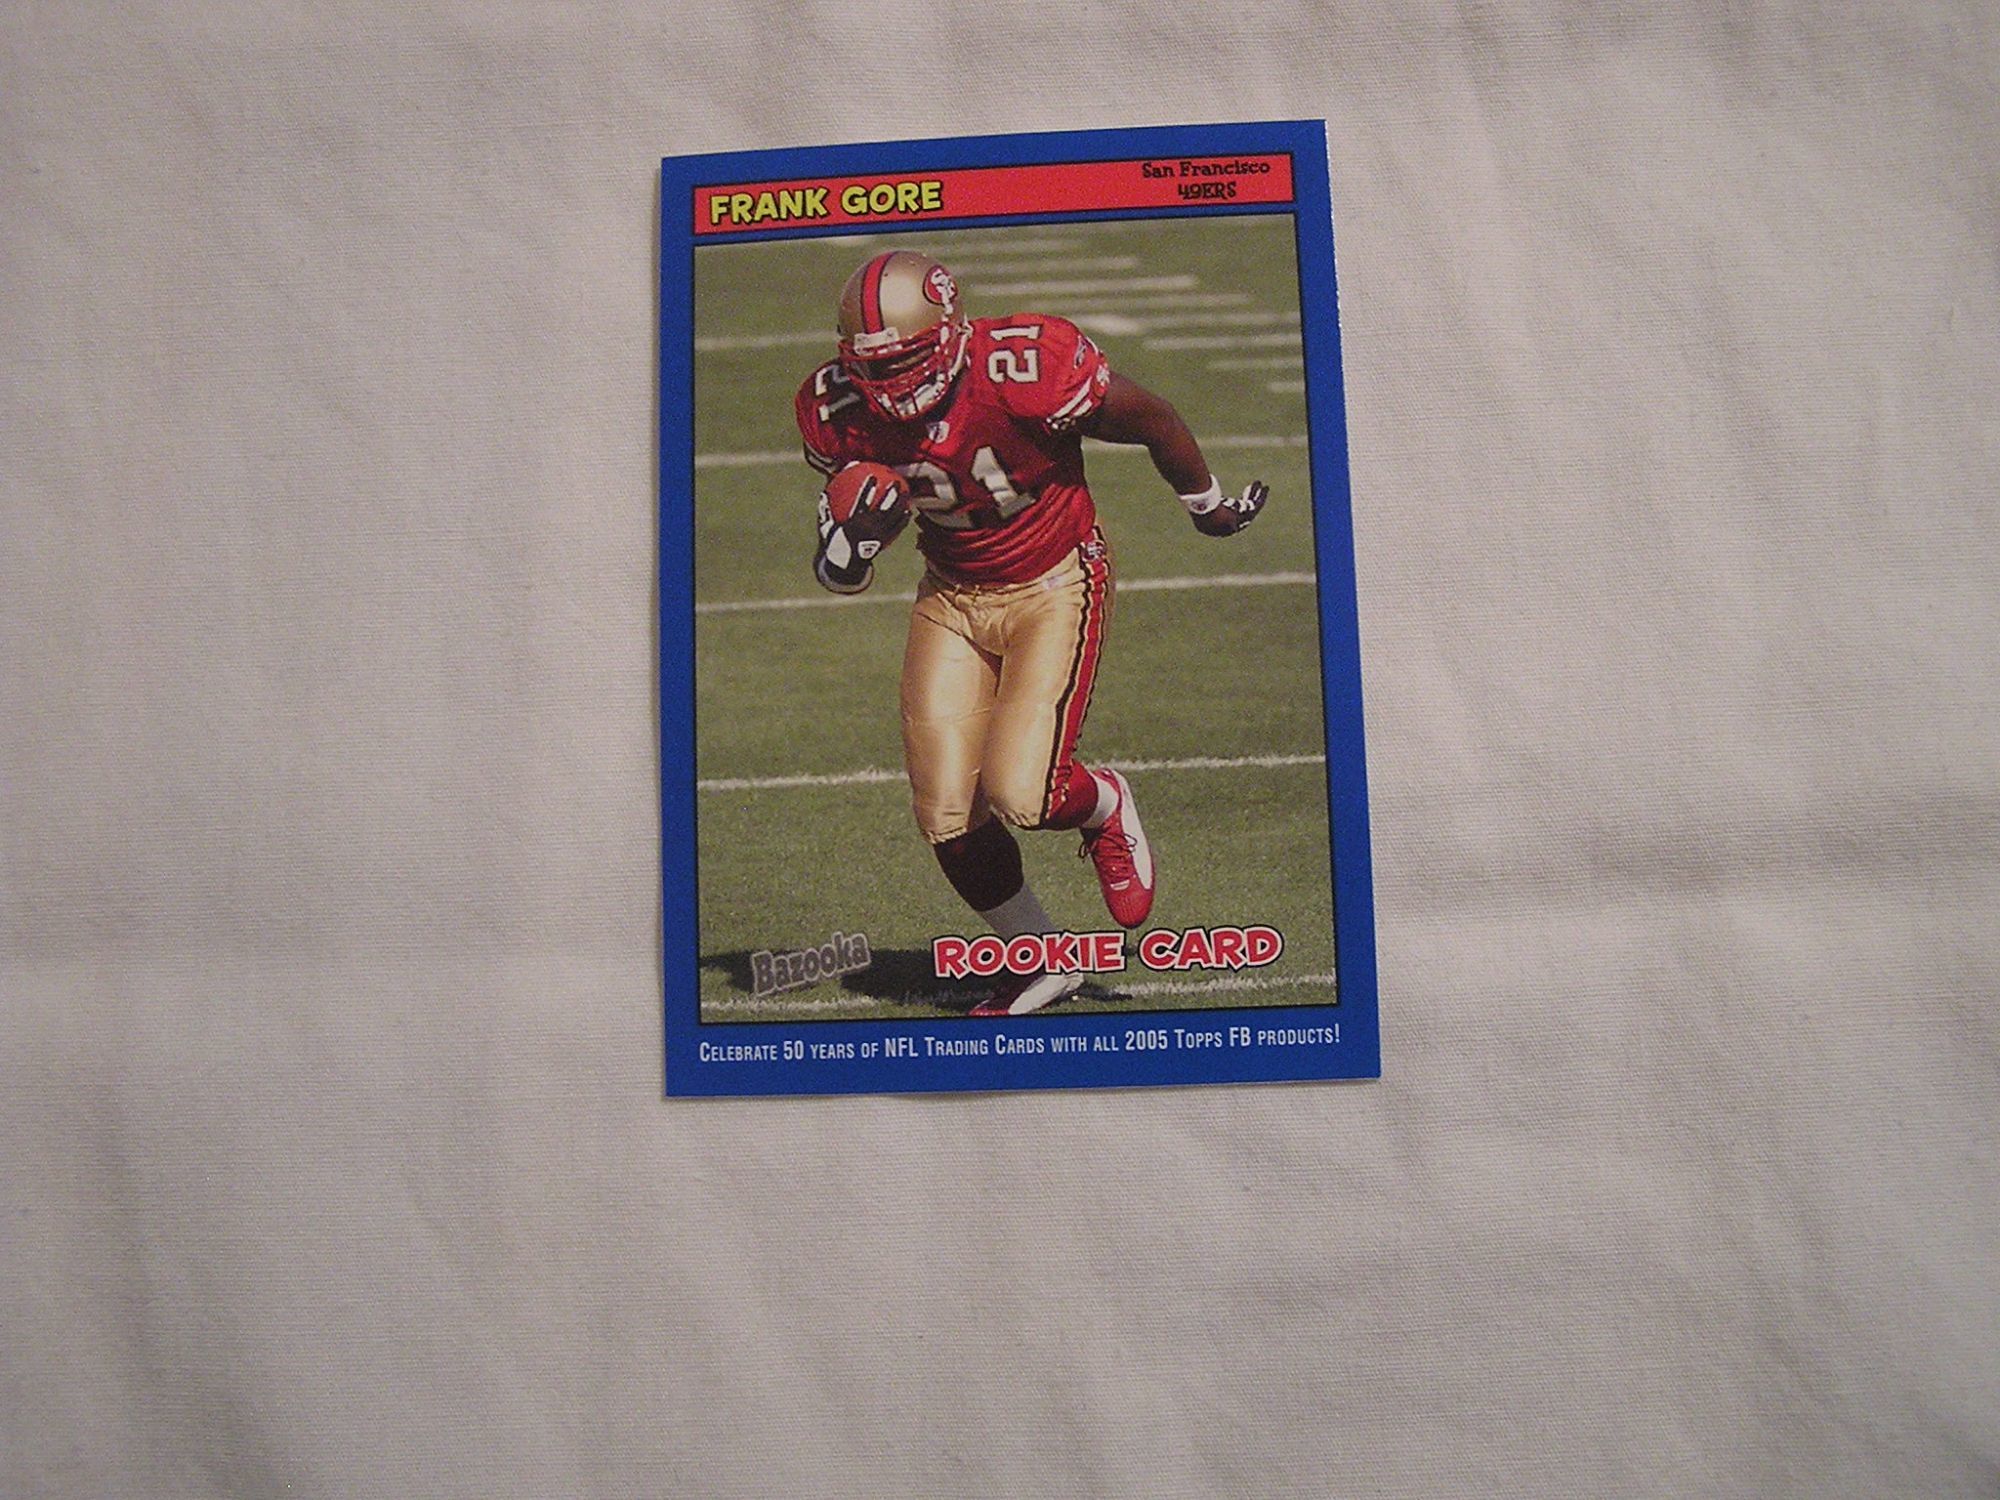 FRANK GORE
San Francisco
49ERS
21
21
21
Bazooka
ROOKIE CARD
CELEBRATE 50 YEARS OF NFL TRADING CARDS WITH ALL 2005 TOPPS FB PRODUCTS!